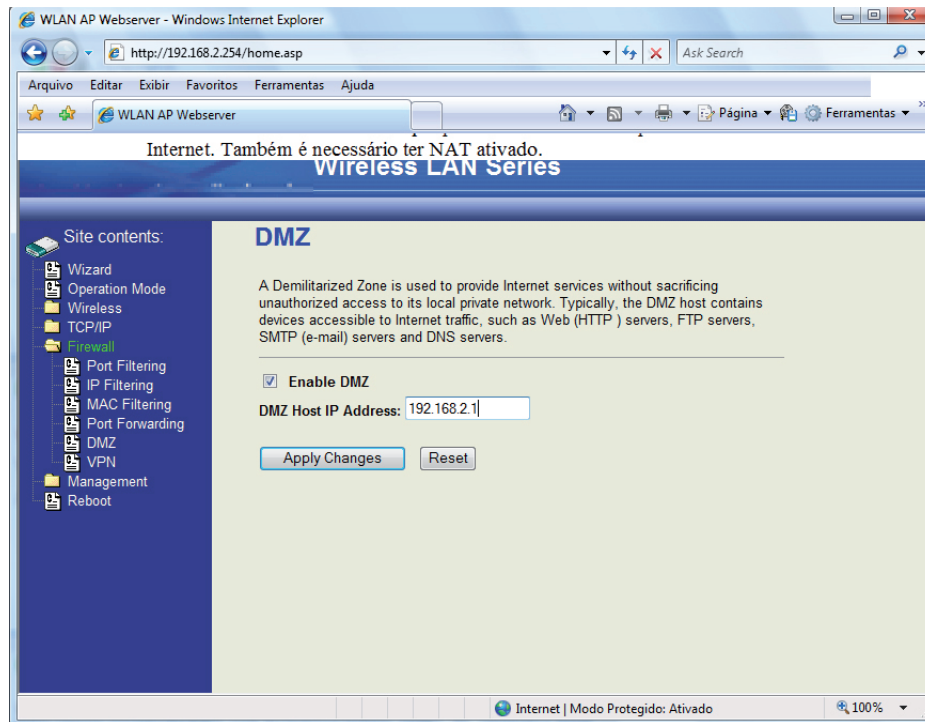 WLAN AP Webserver - Windows Internet Explorer
http://192.168.2.254/home.asp
Ask Search
Arquivo Editar Exibir Favoritos Ferramentas Ajuda
WLAN AP Webserver
Página
Ferramentas
Internet. Também é necessário ter NAT ativado.
Wireless LAN Series
Site contents:
Wizard
Operation Mode
Wireless
TCP/IP
Firewall
Port Filtering
IP Filtering
MAC Filtering
Port Forwarding
DMZ
VPN
Management
Reboot
DMZ
A Demilitarized Zone is used to provide Internet services without sacrificing
unauthorized access to its local private network. Typically, the DMZ host contains
devices accessible to Internet traffic, such as Web (HTTP ) servers, FTP servers,
SMTP (e-mail) servers and DNS servers.
Enable DMZ
DMZ Host IP Address: 192.168.2.1
Apply Changes Reset
Internet | Modo Protegido: Ativado
100%